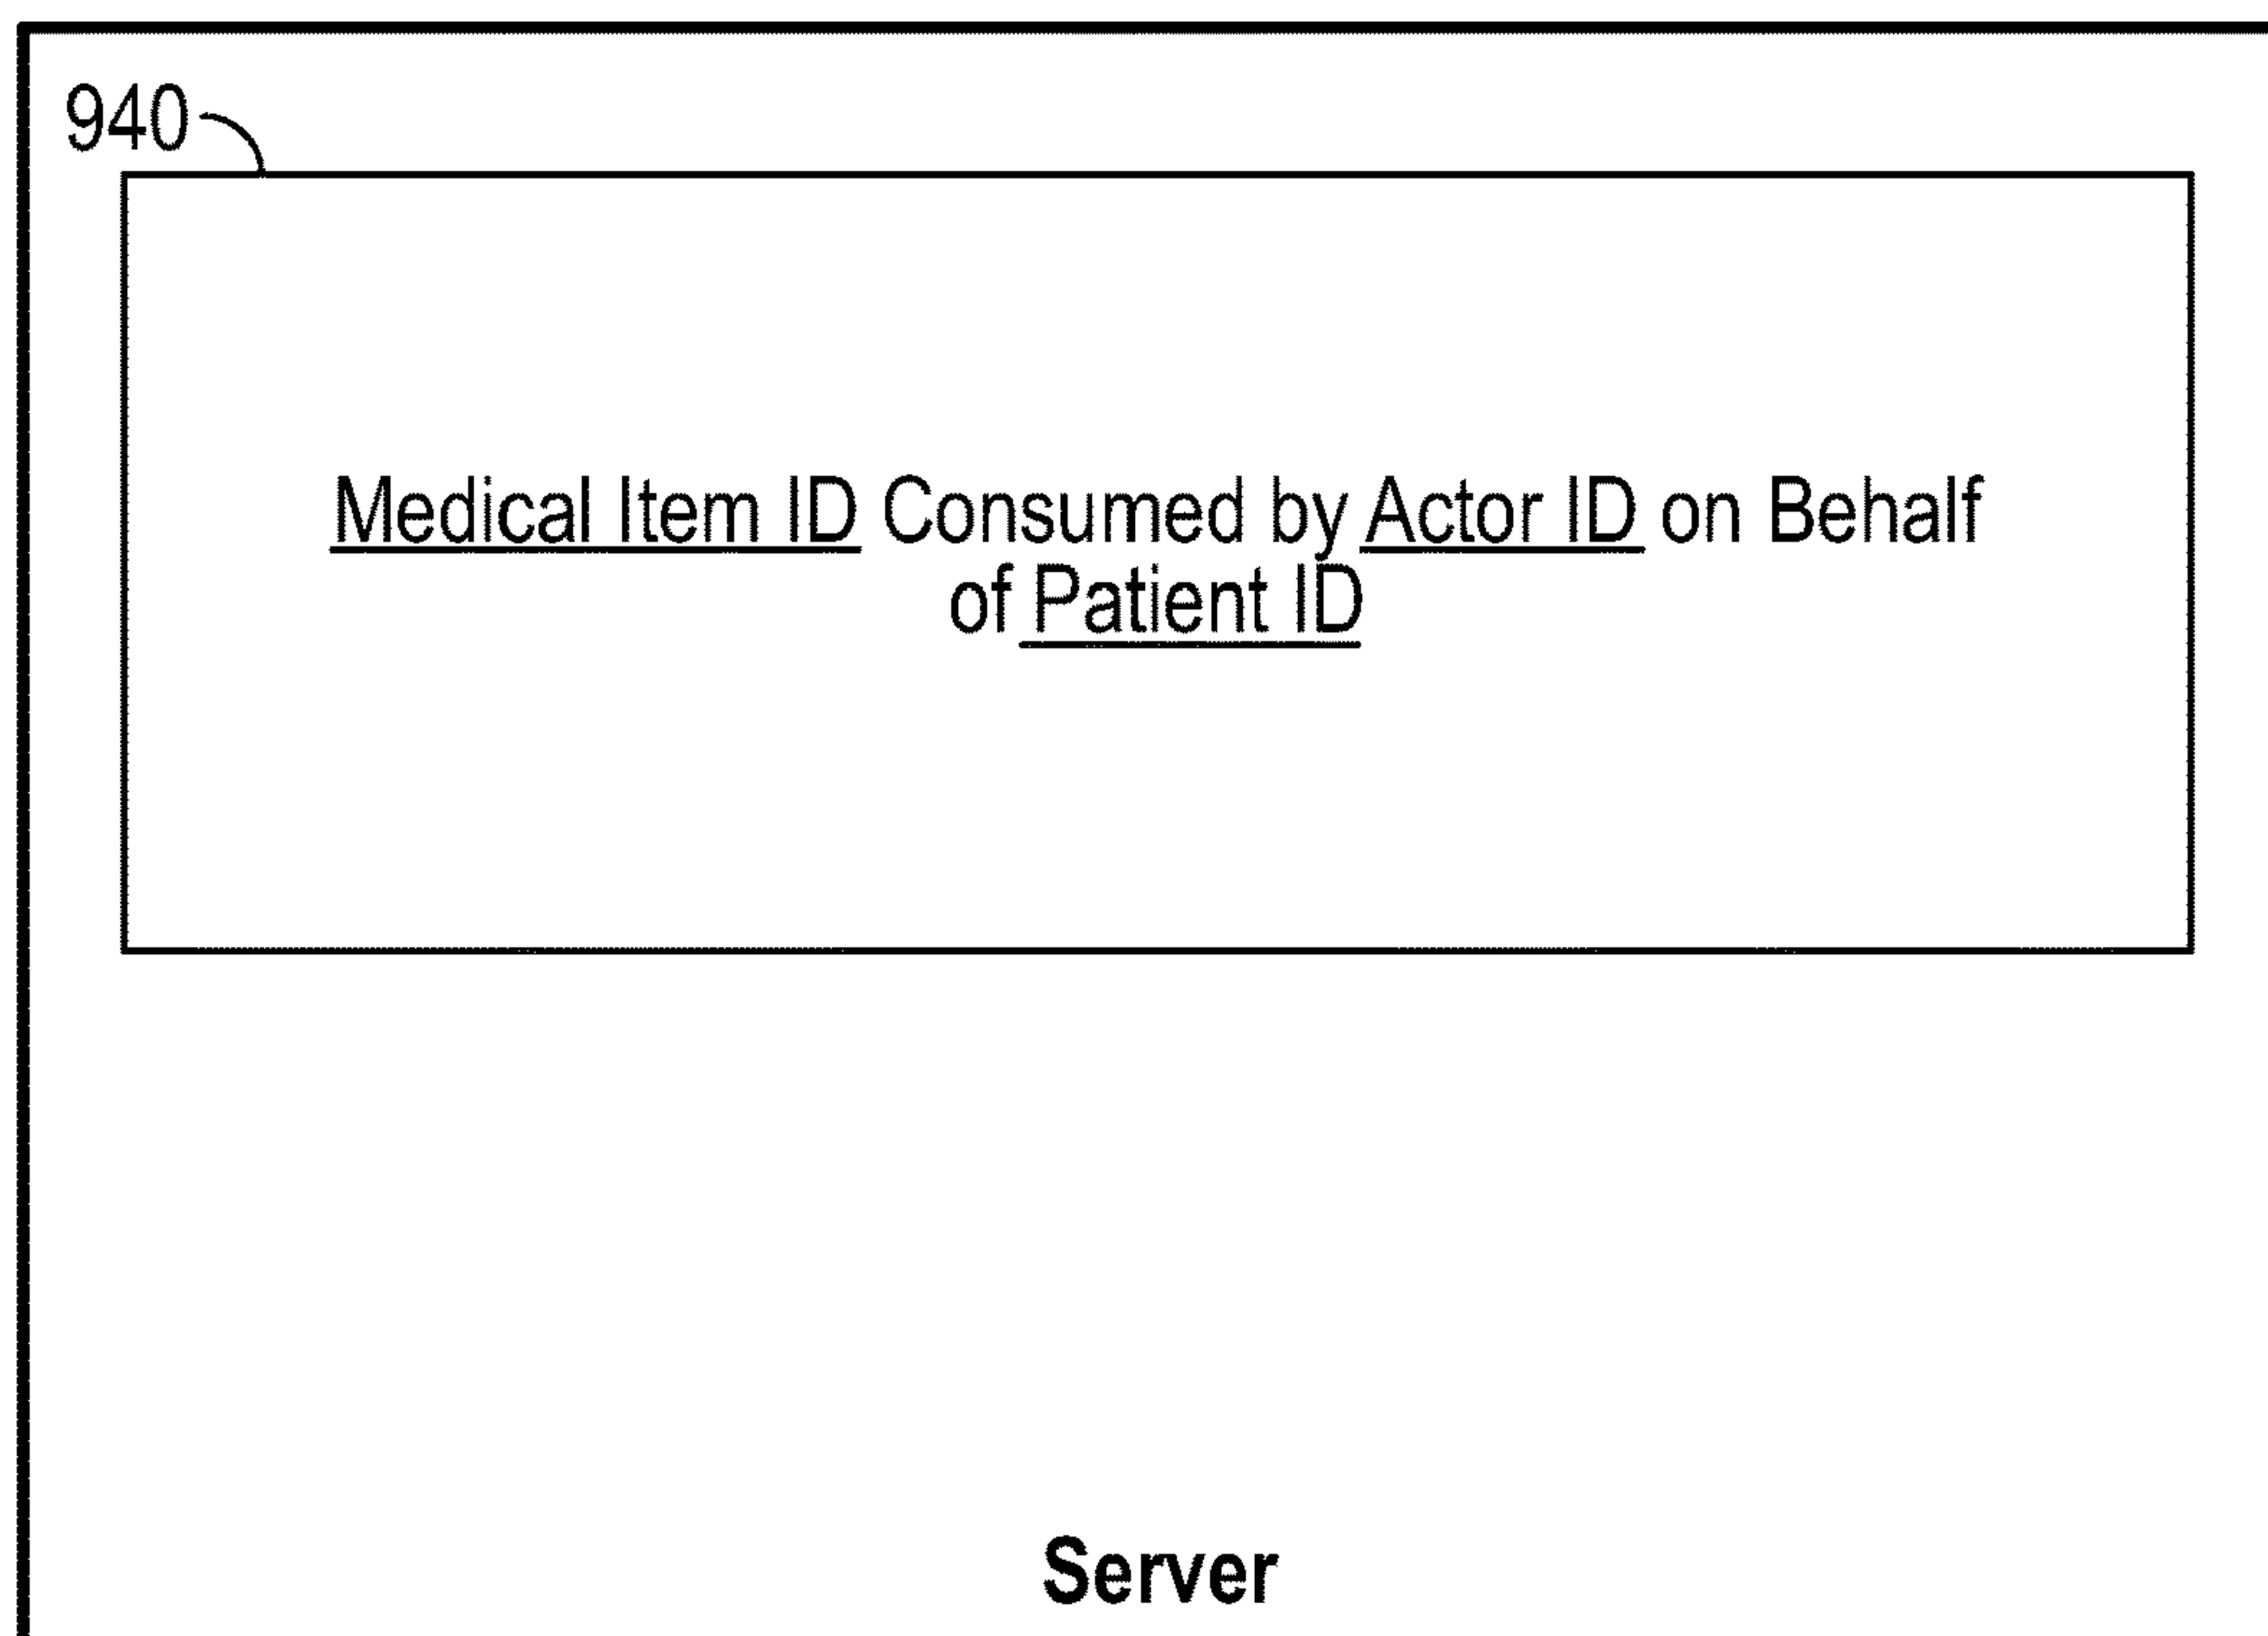 940
Medical Item ID Consumed by Actor ID on Behalf
of Patient ID
Server